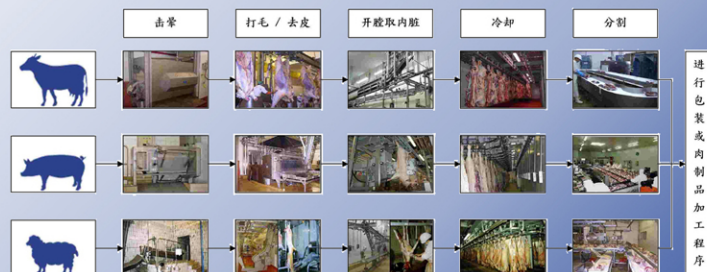 击晕
打毛 / 去皮
开膛取内脏
冷却
分割
进行包装或肉制品加工程序